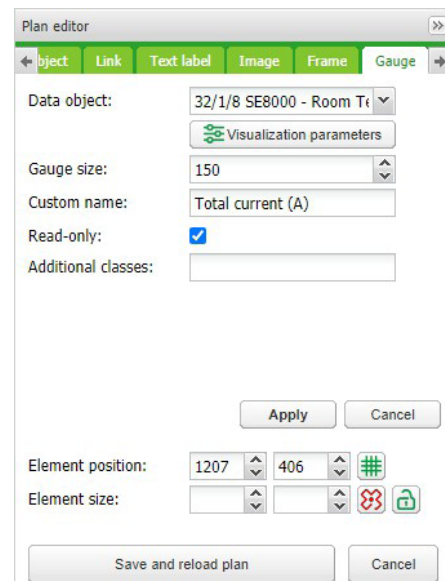 Plan editor
bject Link Text label Image Frame Gauge
Data object: 32/1/8 SE8000 - Room Te
Visualization parameters
Gauge size: 150
Custom name: Total current (A)
Read-only:
Additional classes:
Apply Cancel
Element position: 1207 406
Element size:
Save and reload plan Cancel